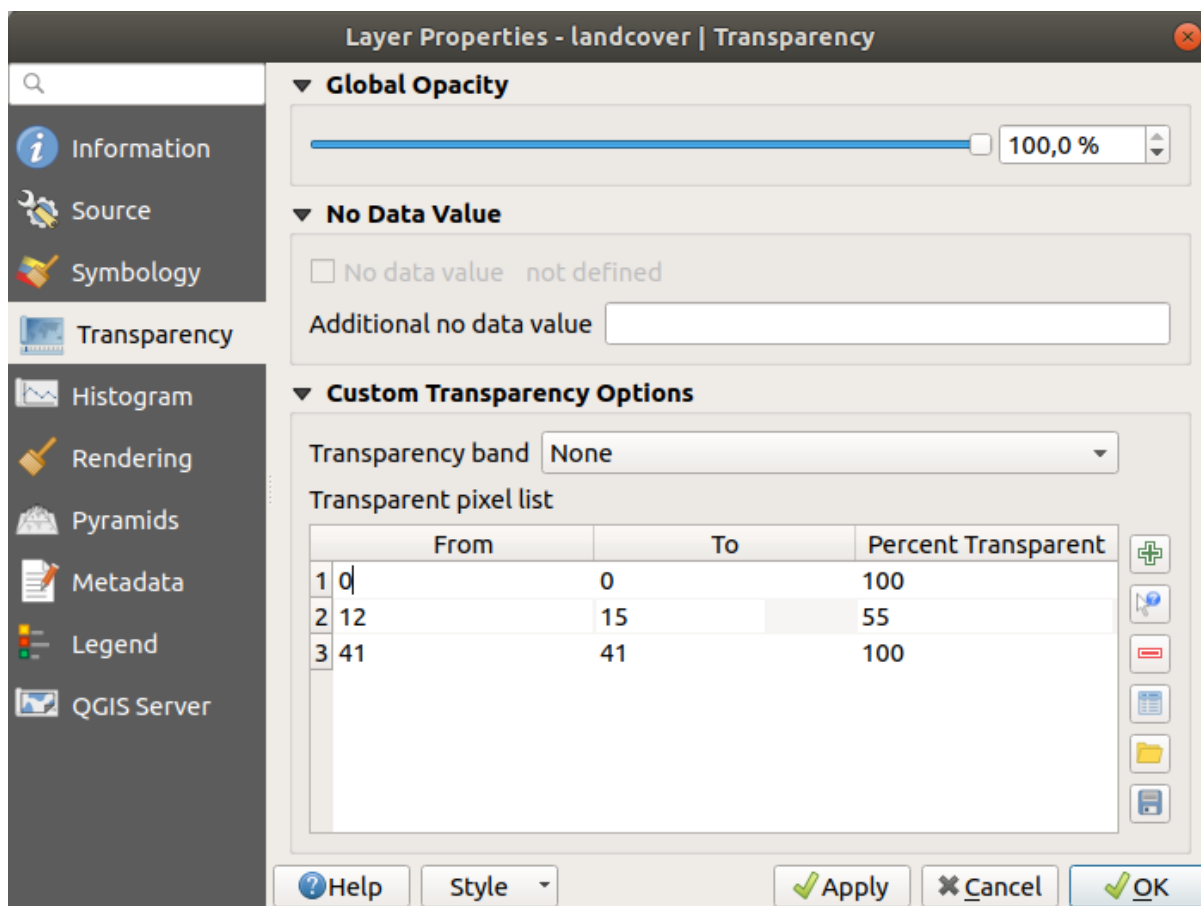 Layer Properties - landcover | Transparency
Information
Source
Symbology
Transparency
Histogram
Rendering
Pyramids
Metadata
Legend
QGIS Server
Global Opacity
100,0 %
No Data Value
No data value not defined
Additional no data value
Custom Transparency Options
Transparency band None
Transparent pixel list
From To Percent Transparent
1 0 0 100
2 12 15 55
3 41 41 100
Help Style Apply Cancel OK